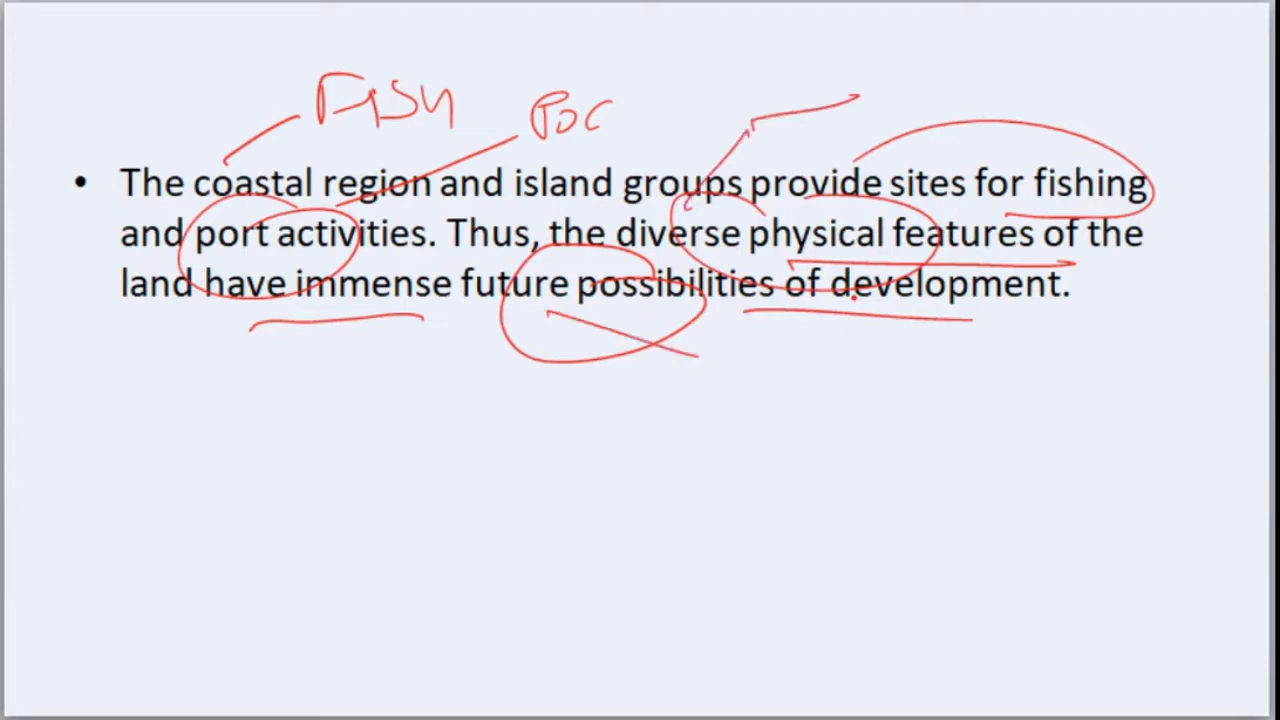 FISH
POC
• The coastal region and island groups provide sites for fishing
and port activities. Thus, the diverse physical features of the
land have immense future possibilities of development.